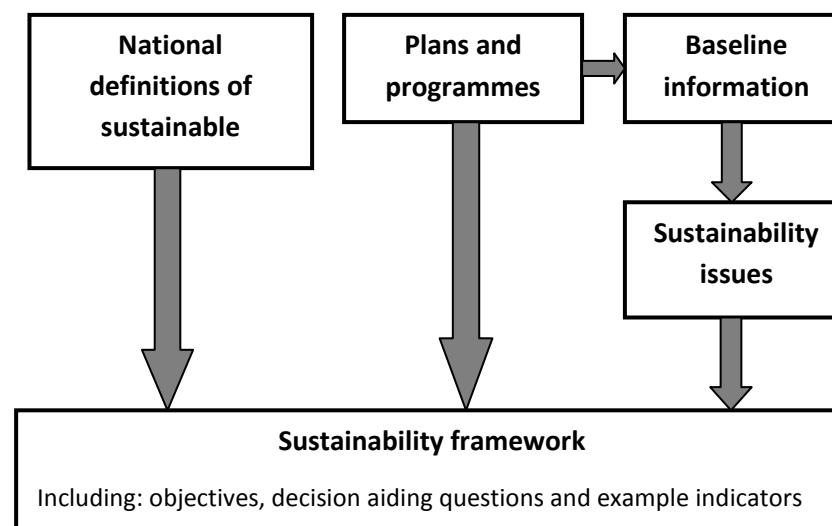 National
definitions of
sustainable
Plans and
programmes
Baseline
information
Sustainability
issues
Sustainability framework
Including: objectives, decision aiding questions and example indicators